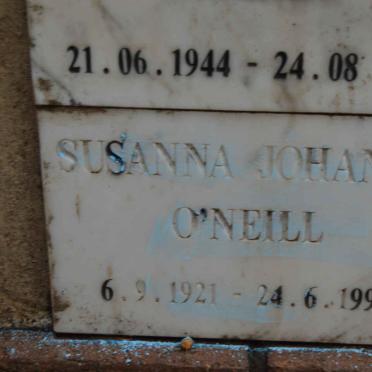 21.06.1944 - 24.08
SUSANNA JOHAN
O'NEILL
6.9.1921 - 24.6.199